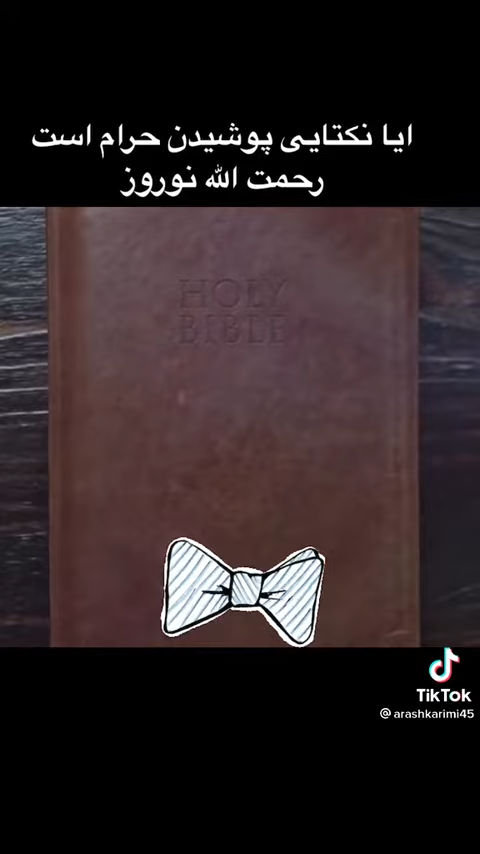 ایا نکتایی پوشیدن حرام است
رحمت الله نوروز
HOLY
BIBLE
TikTok
@arashkarimi45